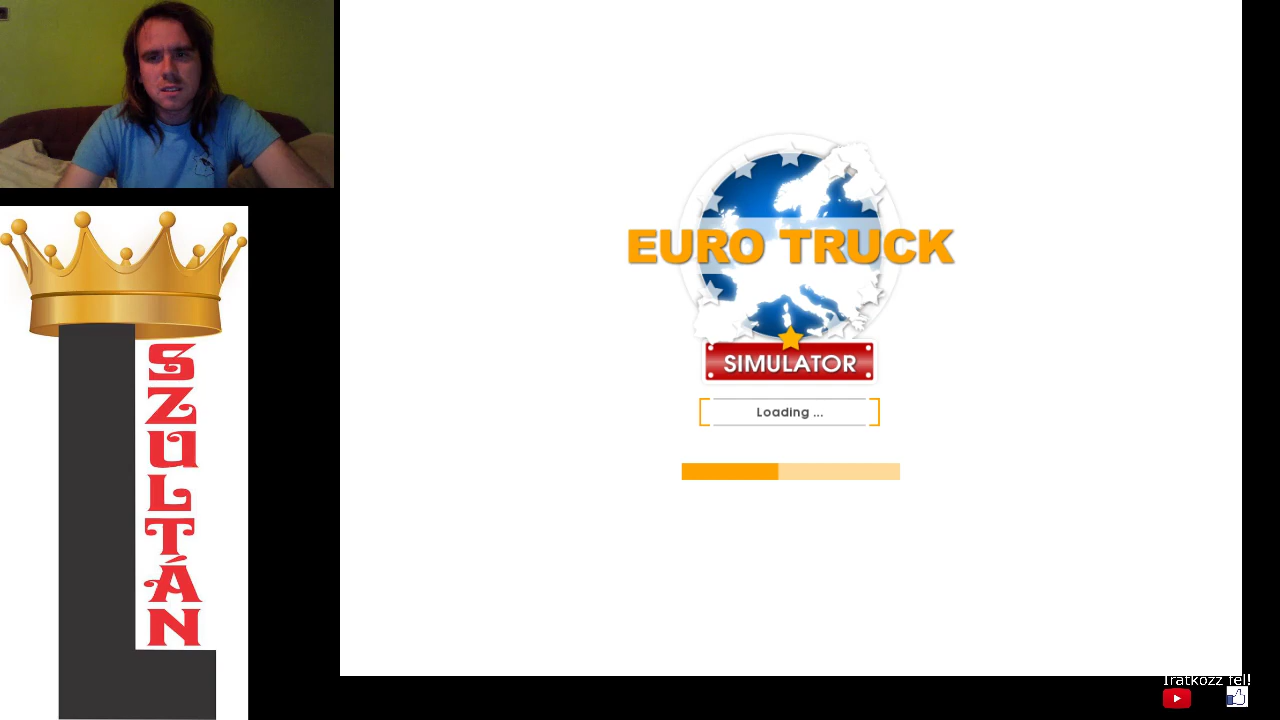 EURO TRUCK
SIMULATOR
Loading ...
L
SZULTÁN
Iratkozz fel!